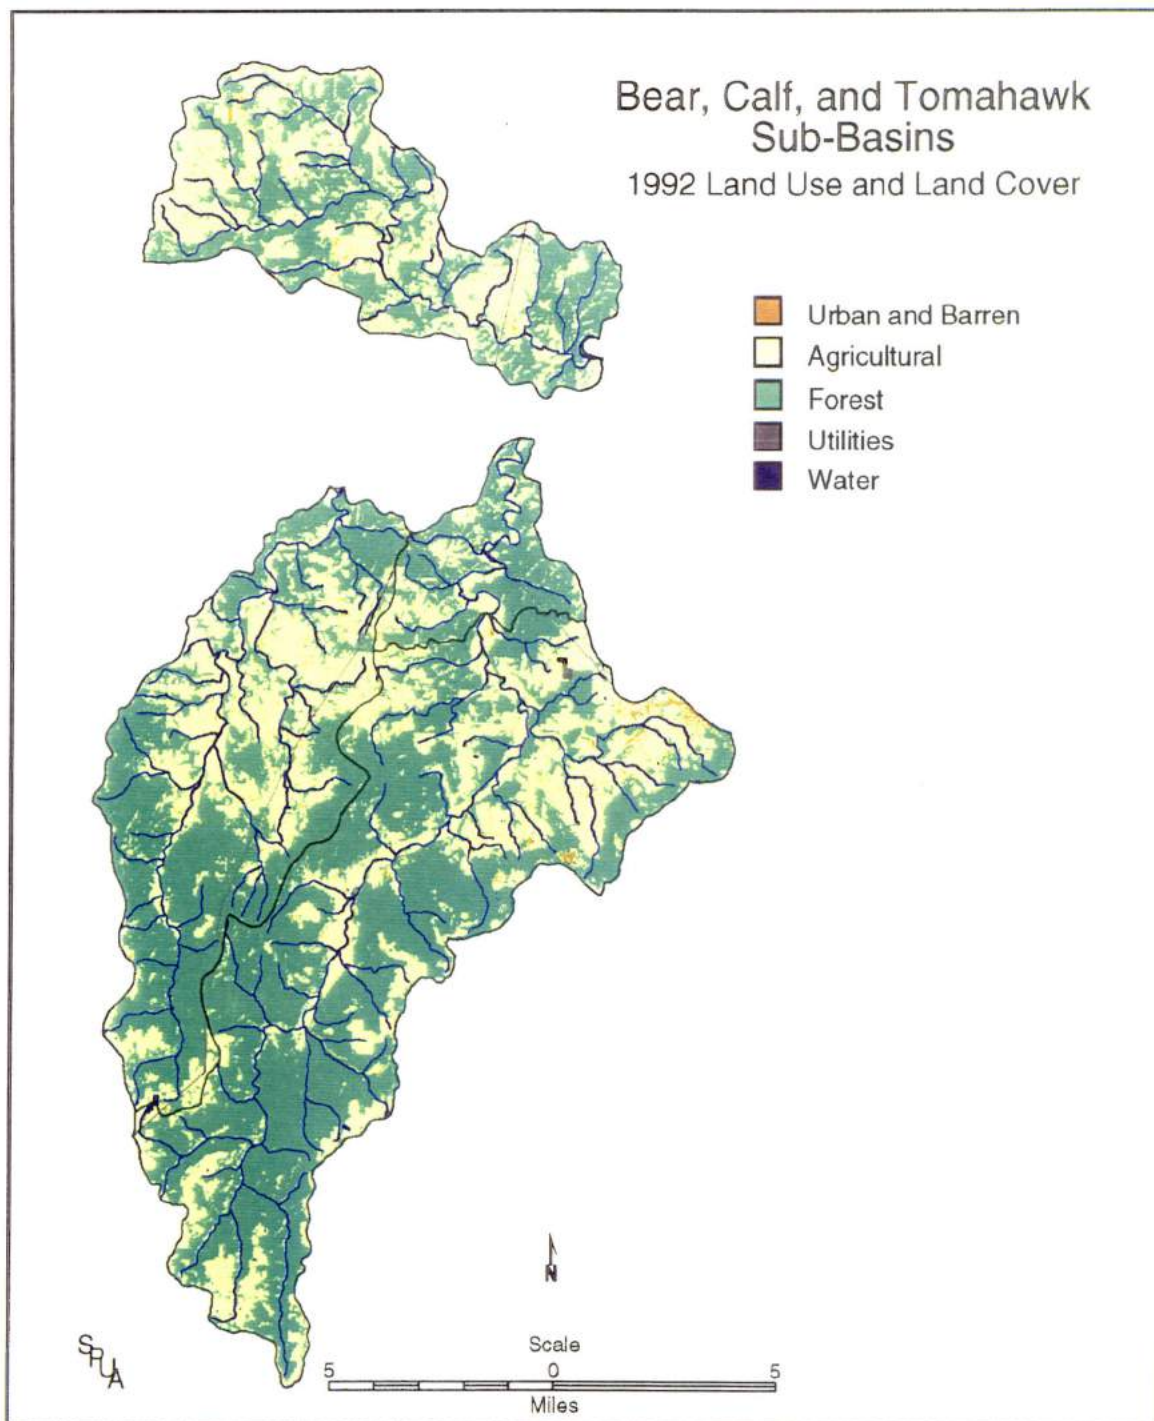 Bear, Calf, and Tomahawk
Sub-Basins
1992 Land Use and Land Cover
Urban and Barren
Agricultural
Forest
Utilities
Water
N
SPUA
Scale
5 0 5
Miles